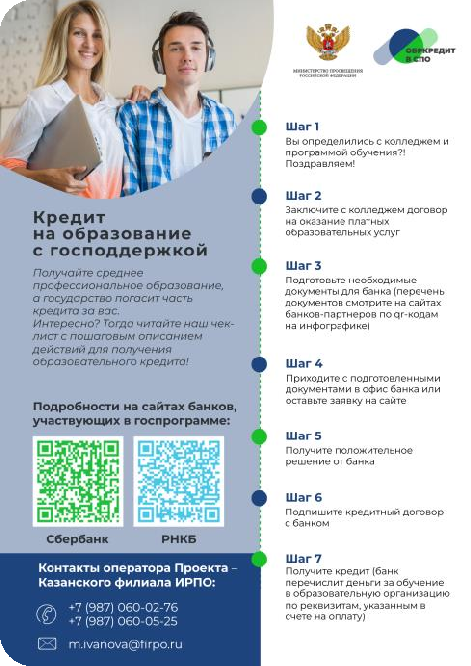 МИНИСТЕРСТВО ПРОСВЕЩЕНИЯ
РОССИЙСКОЙ ФЕДЕРАЦИИ
ОБРКРЕДИТ
В СПО
Кредит
на образование
с господдержкой
Получайте среднее
профессиональное образование,
а государство погасит часть
кредита за вас.
Интересно? Тогда читайте наш чек-
лист с пошаговым описанием
действий для получения
образовательного кредита!
Подробности на сайтах банков,
участвующих в госпрограмме:
Сбербанк
РНКБ
Контакты оператора Проекта –
Казанского филиала ИРПО:
+7 (987) 060-02-76
+7 (987) 060-05-25
m.ivanova@firpo.ru
Шаг 1
Вы определились с колледжем и
программой обучения?!
Поздравляем!
Шаг 2
Заключите с колледжем договор
на оказание платных
образовательных услуг
Шаг 3
Подготовьте необходимые
документы для банка (перечень
документов смотрите на сайтах
банков-партнеров по qr-кодам
на инфографике)
Шаг 4
Приходите с подготовленными
документами в офис банка или
оставьте заявку на сайте
Шаг 5
Получите положительное
решение от банка
Шаг 6
Подпишите кредитный договор
с банком
Шаг 7
Получите кредит (банк
перечислит деньги за обучение
в образовательную организацию
по реквизитам, указанным в
счете на оплату)